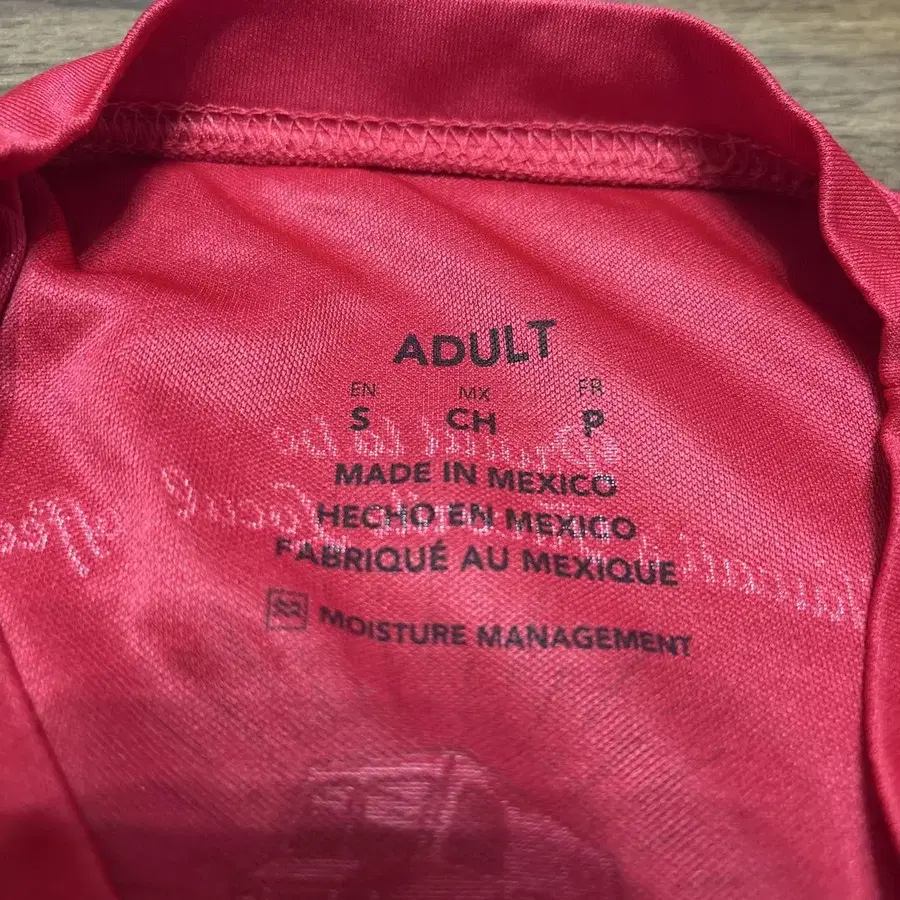 ADULT
EN MX FR
S CH P
MADE IN MEXICO
HECHO EN MEXICO
FABRIQUÉ AU MEXIQUE
MOISTURE MANAGEMENT